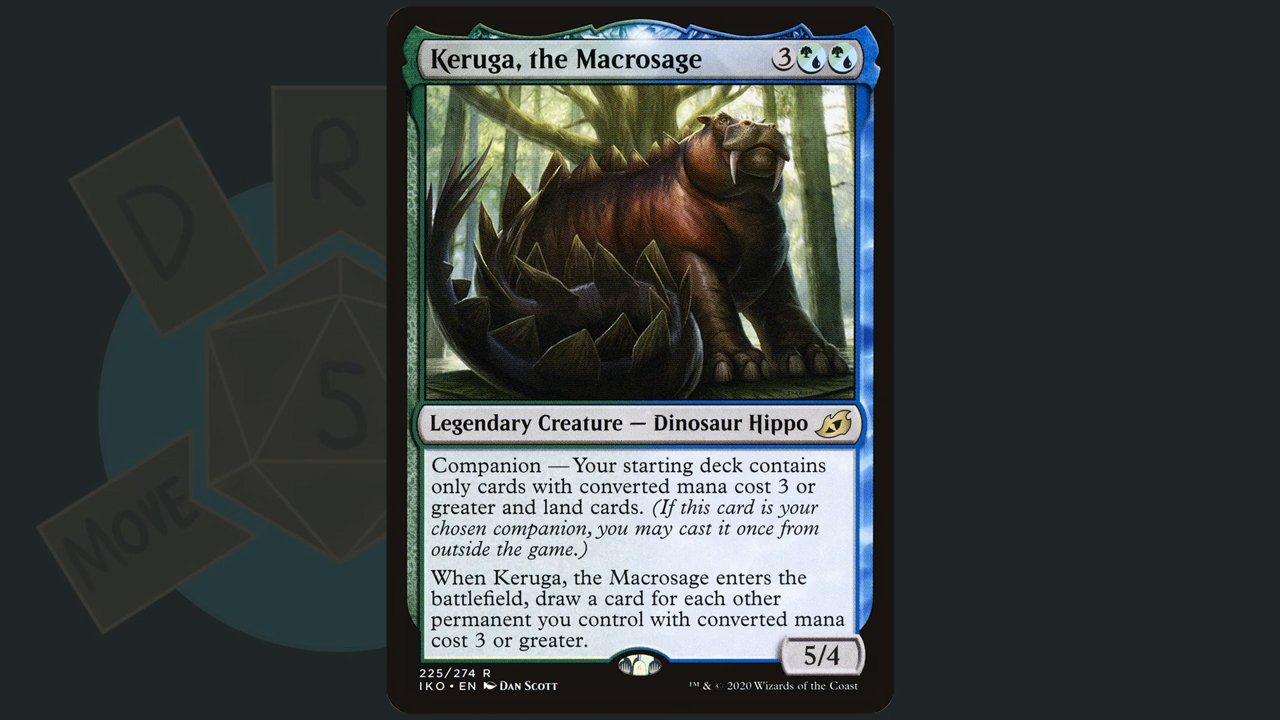 Keruga, the Macrosage 3
D
R
5
MOVE
Legendary Creature — Dinosaur Hippo
Companion — Your starting deck contains
only cards with converted mana cost 3 or
greater and land cards. (If this card is your
chosen companion, you may cast it once from
outside the game.)
When Keruga, the Macrosage enters the
battlefield, draw a card for each other
permanent you control with converted mana
cost 3 or greater.
5/4
225/274 R
IKO • EN Dan Scott
™ & © 2020 Wizards of the Coast